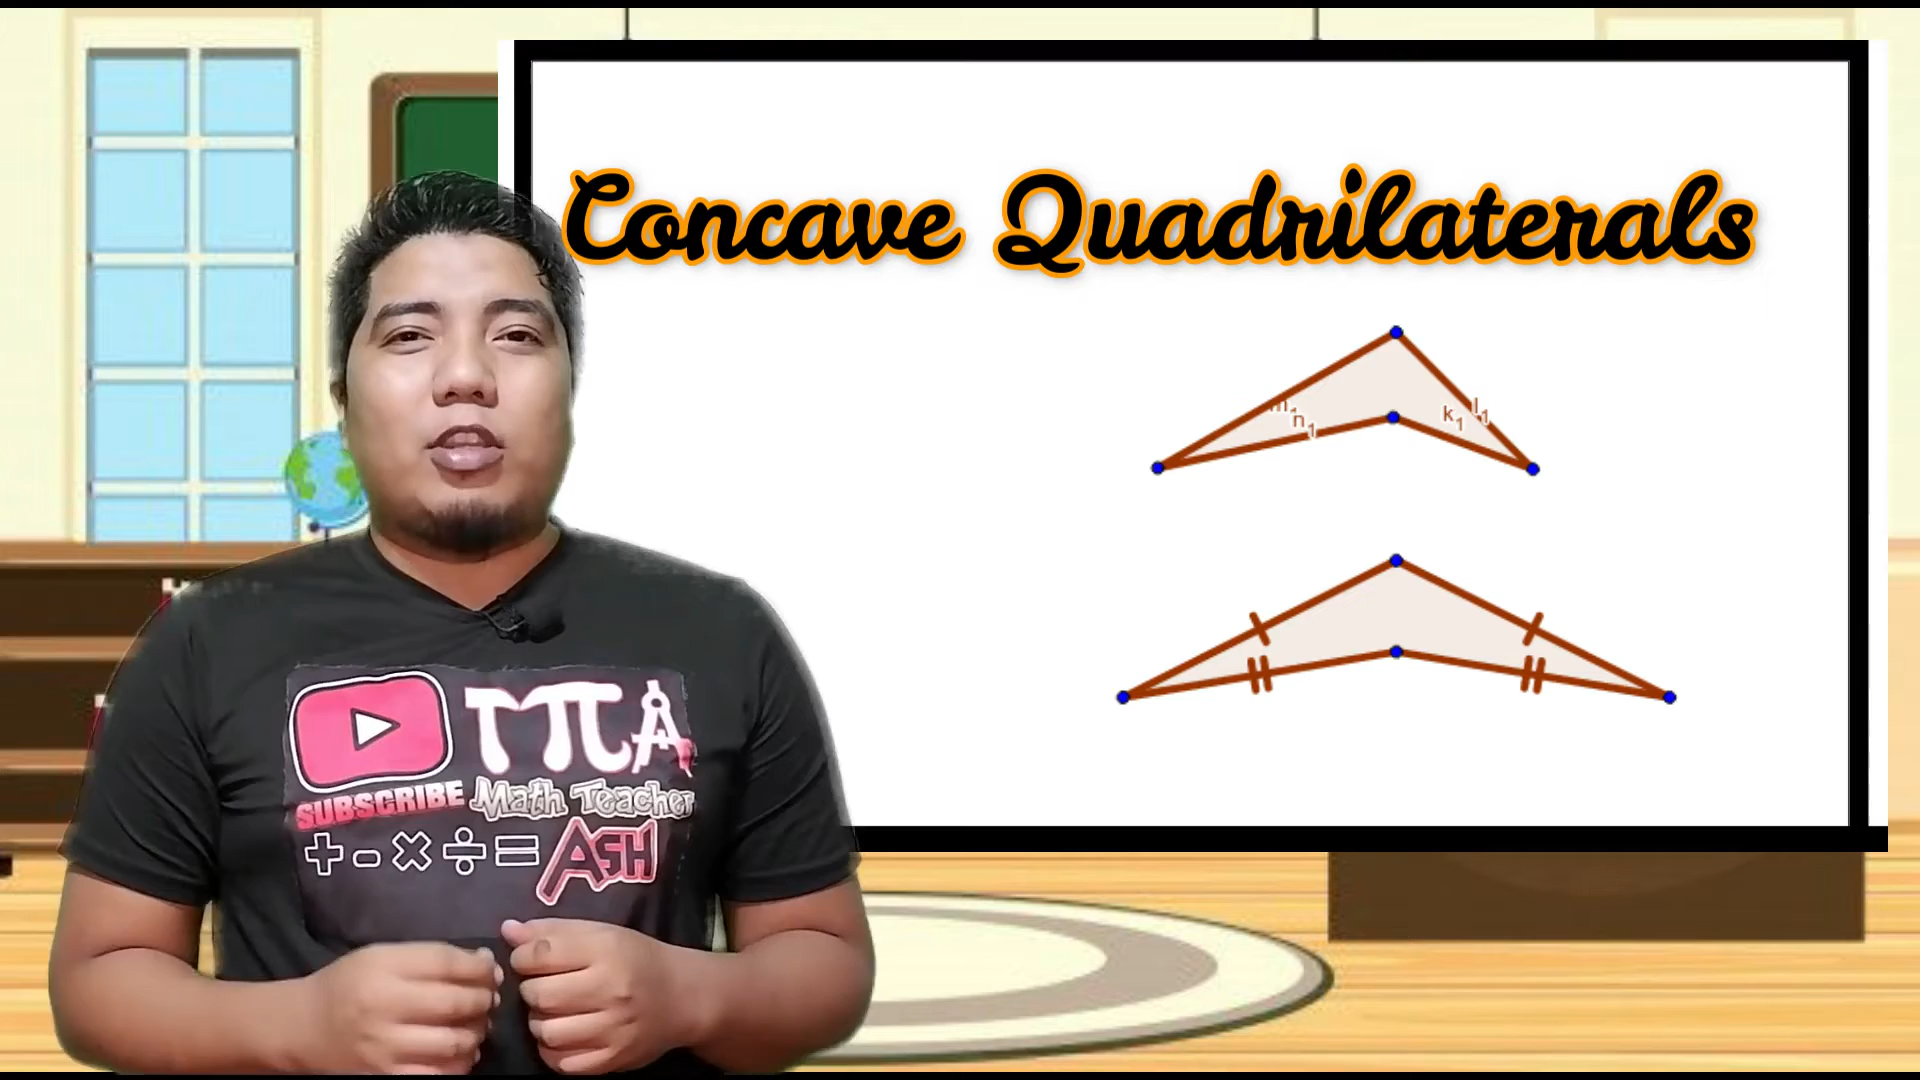 Concave Quadrilaterals
n₁
k₁
l₁
SUBSCRIBE
Math Teacher
+ - × ÷ =
ASH